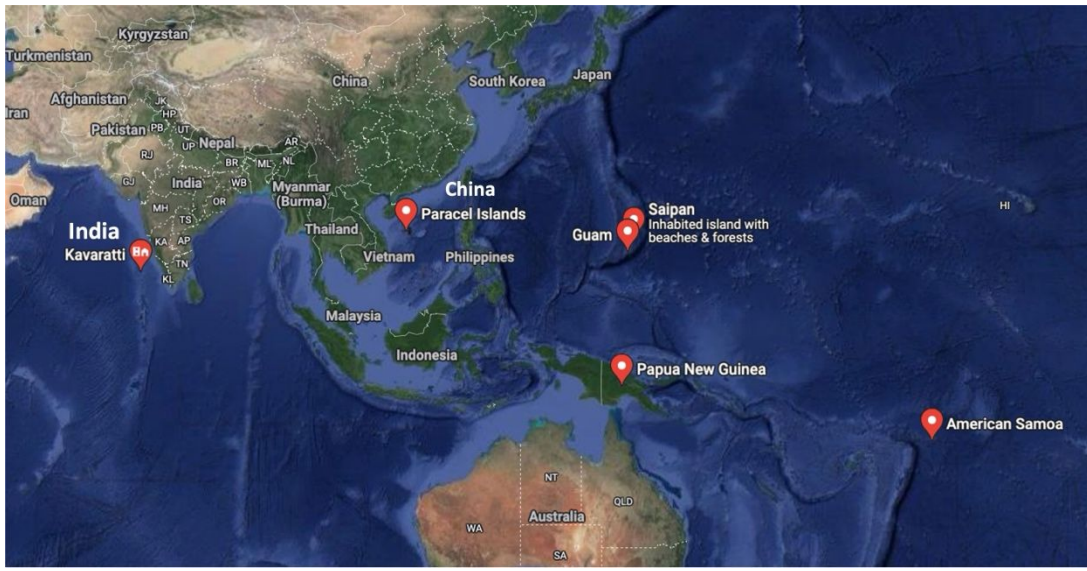 Kyrgyzstan
Turkmenistan
China
South Korea
Japan
Afghanistan
JK
HP
Iran
Pakistan
PB
UT
UP
Nepal
AR
RJ
BR
ML
NL
GJ
India
WB
Myanmar
(Burma)
China
Oman
MH
OR
TS
Paracel Islands
Saipan
Inhabited island with
beaches & forests
HI
India
Kavaratti
KA
AP
Thailand
Guam
TN
KL
Vietnam
Philippines
Malaysia
Indonesia
Papua New Guinea
American Samoa
NT
QLD
Australia
WA
SA